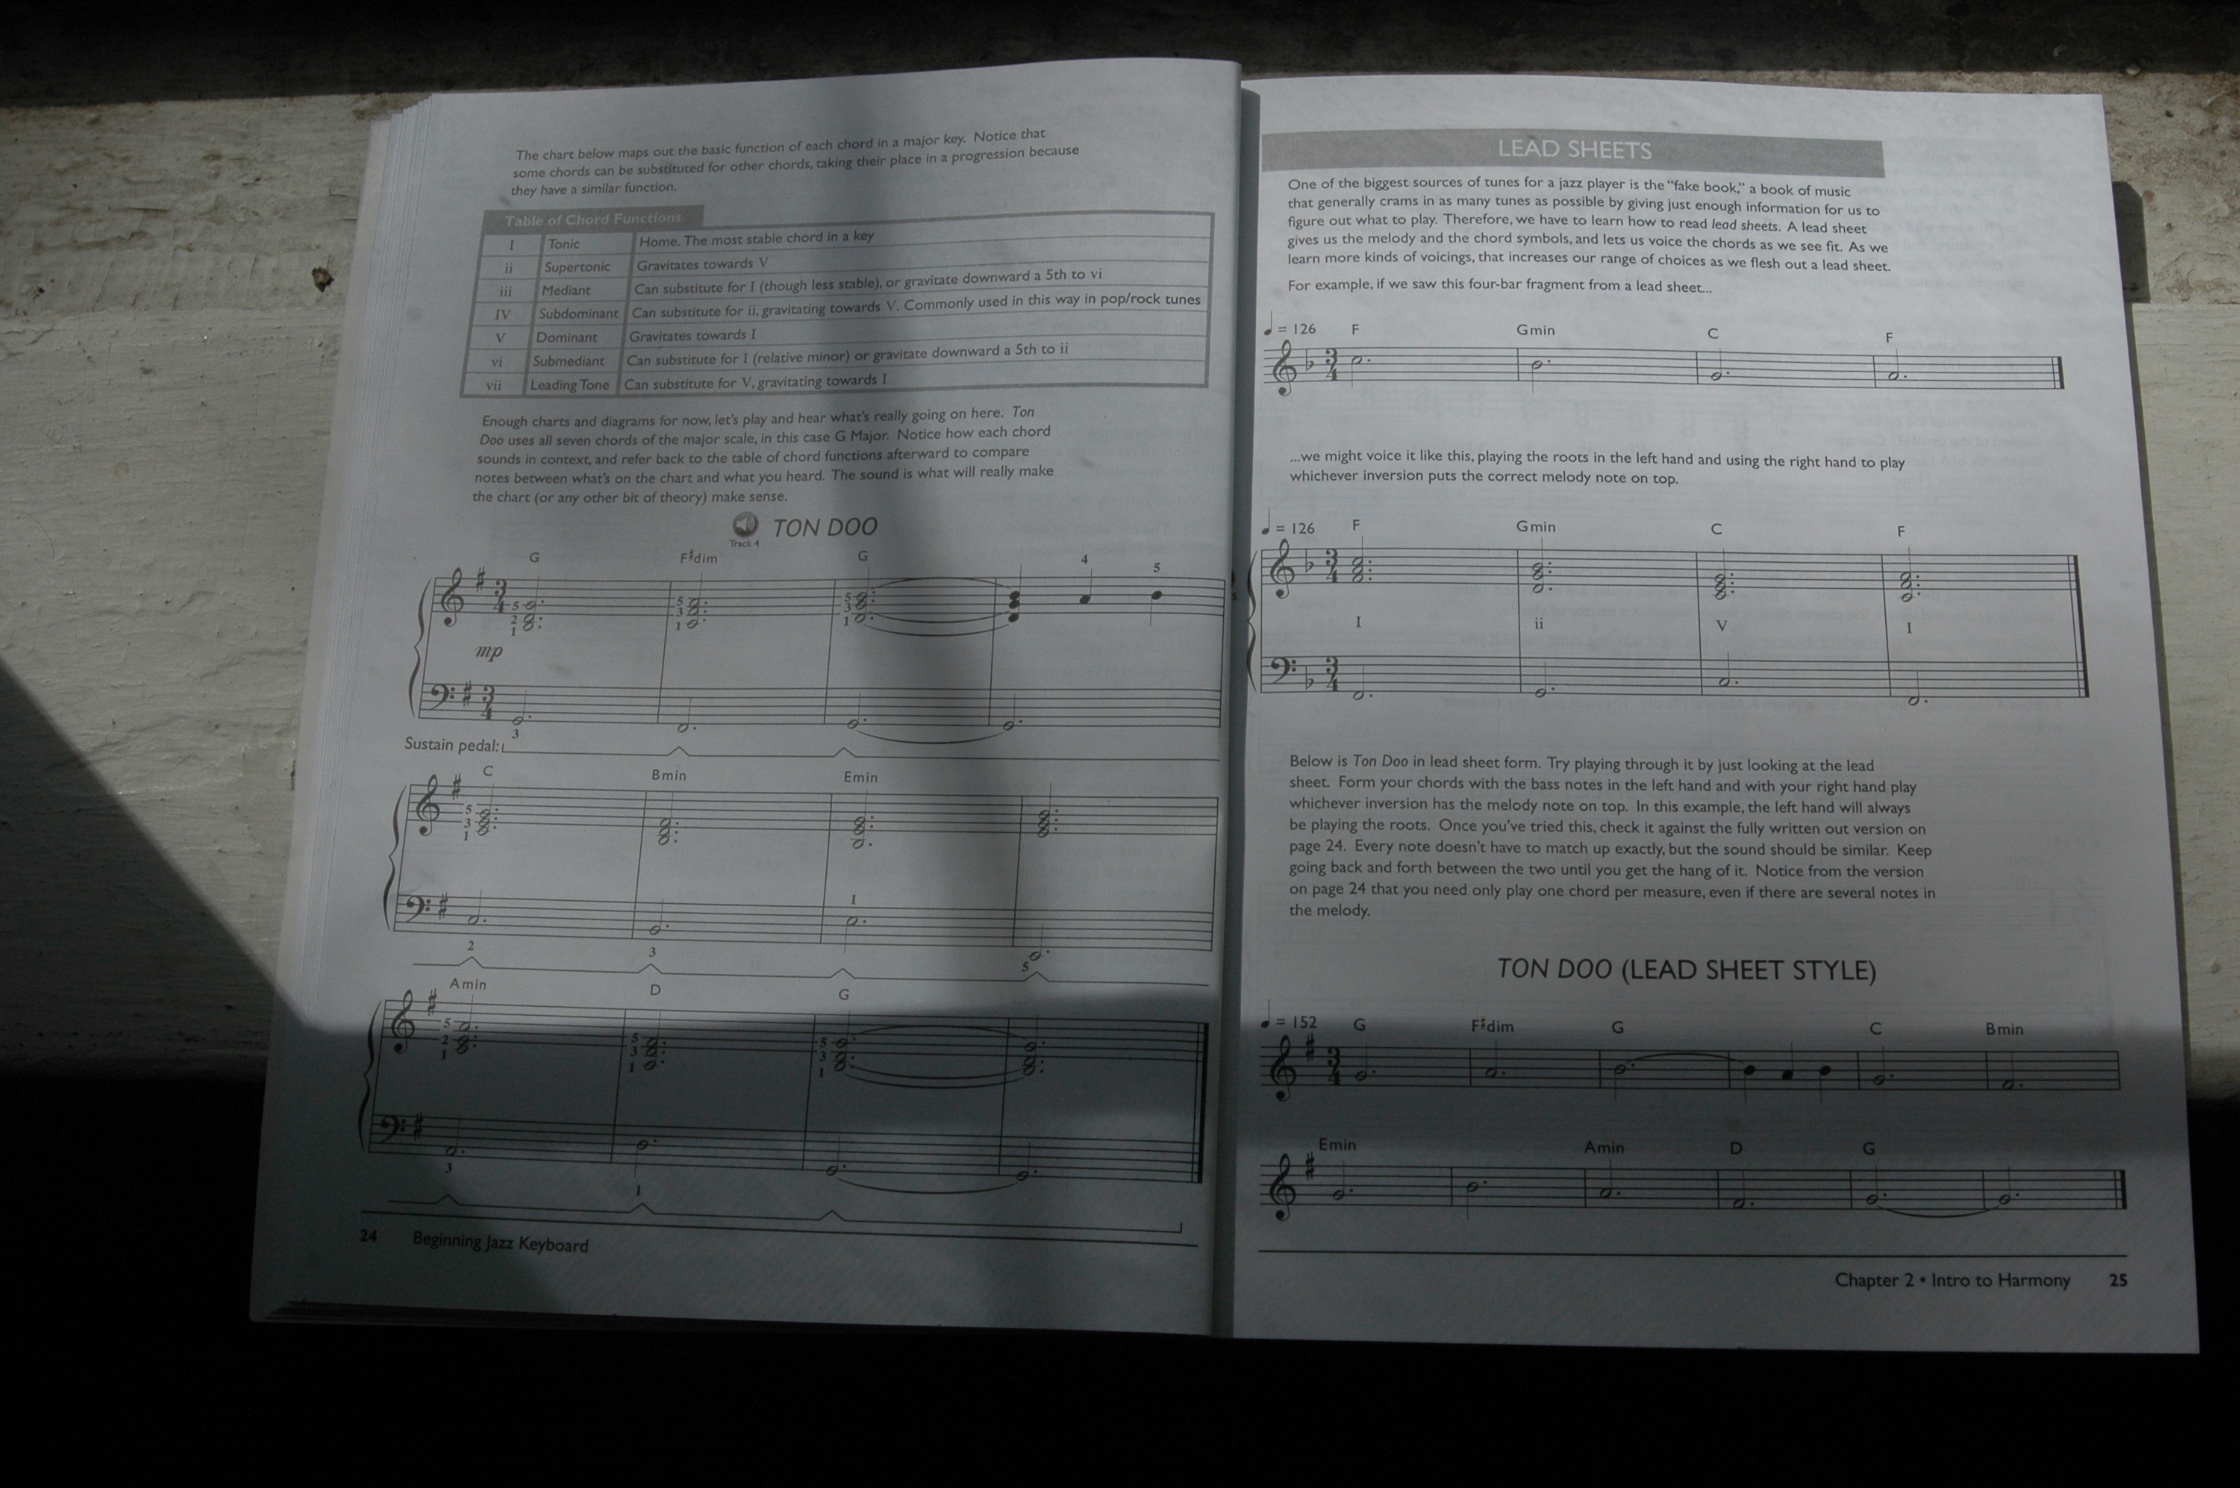 The chart below maps out the basic function of each chord in a major key. Notice that
some chords can be substituted for other chords, taking their place in a progression because
they have a similar function.
Table of Chord Functions
I Tonic Home. The most stable chord in a key
ii Supertonic Gravitates towards V
iii Mediant Can substitute for I (though less stable), or gravitate downward a 5th to vi
IV Subdominant Can substitute for ii, gravitating towards V. Commonly used in this way in pop/rock tunes
V Dominant Gravitates towards I
vi Submediant Can substitute for I (relative minor) or gravitate downward a 5th to ii
vii Leading Tone Can substitute for V, gravitating towards I
Enough charts and diagrams for now, let's play and hear what's really going on here. Ton
Doo uses all seven chords of the major scale, in this case G Major. Notice how each chord
sounds in context, and refer back to the table of chord functions afterward to compare
notes between what's on the chart and what you heard. The sound is what will really make
the chart (or any other bit of theory) make sense.
TON DOO
Track 4
G F♯dim G 4 5
3 4
5 2 1 5 3 1 5 3 1
mp
3 4
3
Sustain pedal:
C Bmin Emin
5 3 1
1
2 3 5
Amin D G
5 2 1 5 3 1 5 3 1
3 1
24 Beginning Jazz Keyboard
LEAD SHEETS
One of the biggest sources of tunes for a jazz player is the "fake book," a book of music
that generally crams in as many tunes as possible by giving just enough information for us to
figure out what to play. Therefore, we have to learn how to read lead sheets. A lead sheet
gives us the melody and the chord symbols, and lets us voice the chords as we see fit. As we
learn more kinds of voicings, that increases our range of choices as we flesh out a lead sheet.
For example, if we saw this four-bar fragment from a lead sheet...
♩ = 126 F Gmin C F
3 4
...we might voice it like this, playing the roots in the left hand and using the right hand to play
whichever inversion puts the correct melody note on top.
♩ = 126 F Gmin C F
3 4
I ii V I
3 4
Below is Ton Doo in lead sheet form. Try playing through it by just looking at the lead
sheet. Form your chords with the bass notes in the left hand and with your right hand play
whichever inversion has the melody note on top. In this example, the left hand will always
be playing the roots. Once you've tried this, check it against the fully written out version on
page 24. Every note doesn't have to match up exactly, but the sound should be similar. Keep
going back and forth between the two until you get the hang of it. Notice from the version
on page 24 that you need only play one chord per measure, even if there are several notes in
the melody.
TON DOO (LEAD SHEET STYLE)
♩ = 152 G F♯dim G C Bmin
3 4
Emin Amin D G
Chapter 2 • Intro to Harmony 25